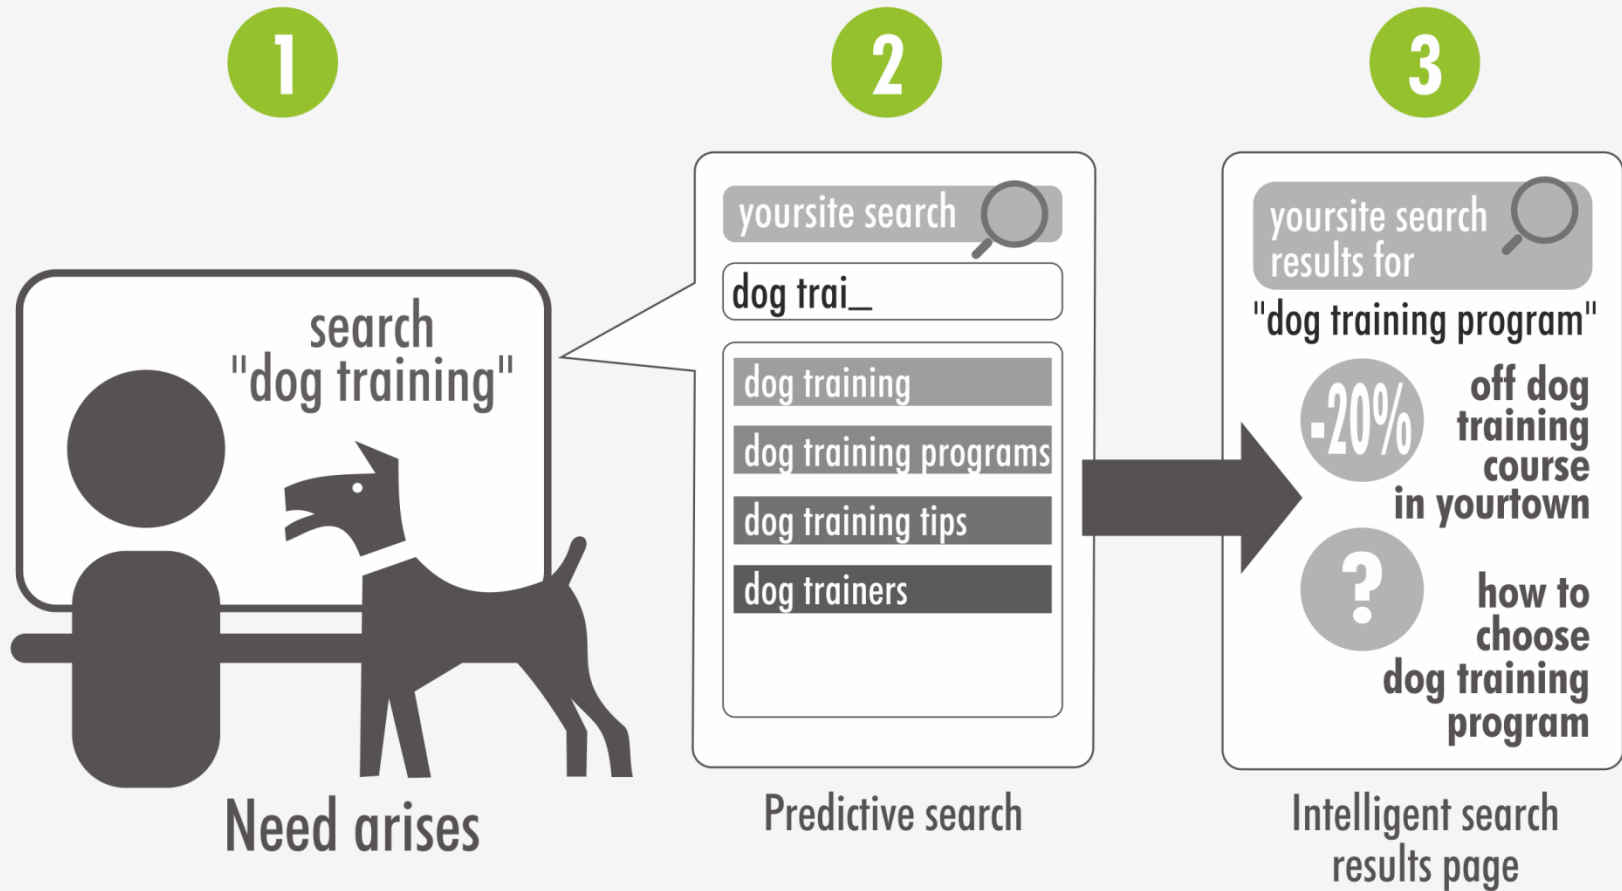 1
search
"dog training"
Need arises
2
yoursite search
dog trai_
dog training
dog training programs
dog training tips
dog trainers
Predictive search
3
yoursite search
results for
"dog training program"
-20%
off dog
training
course
in yourtown
?
how to
choose
dog training
program
Intelligent search
results page